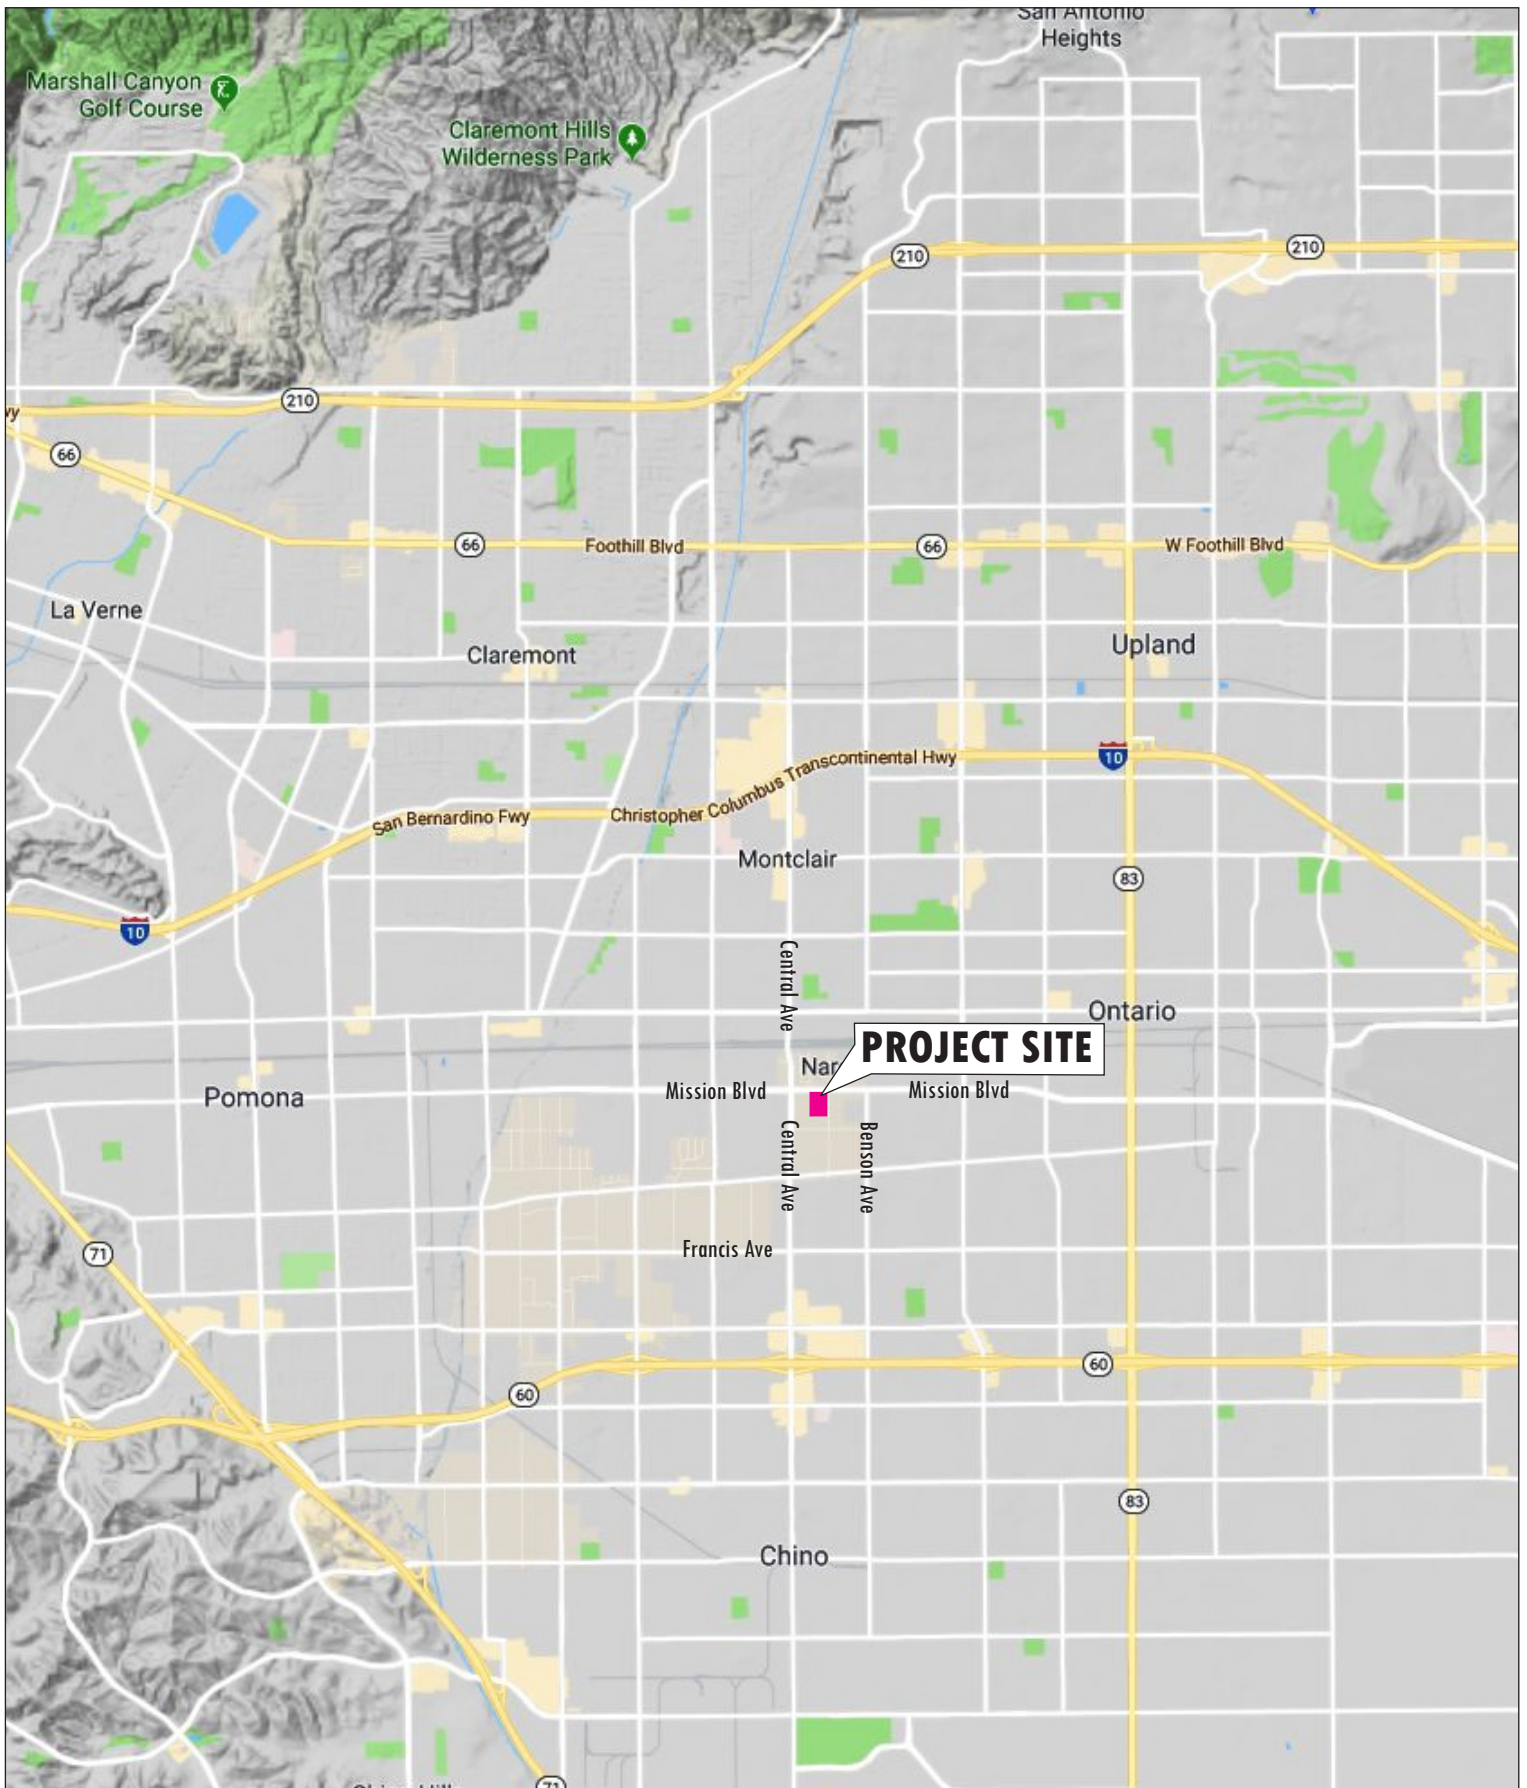 San Antonio
Heights
Marshall Canyon
Golf Course
Claremont Hills
Wilderness Park
210
210
210
66
66
Foothill Blvd
66
W Foothill Blvd
La Verne
Claremont
Upland
10
Christopher Columbus Transcontinental Hwy
San Bernardino Fwy
Montclair
83
10
Central Ave
Ontario
PROJECT SITE
Nar
Mission Blvd
Mission Blvd
Pomona
Central Ave
Benson Ave
Francis Ave
71
60
60
83
Chino
71